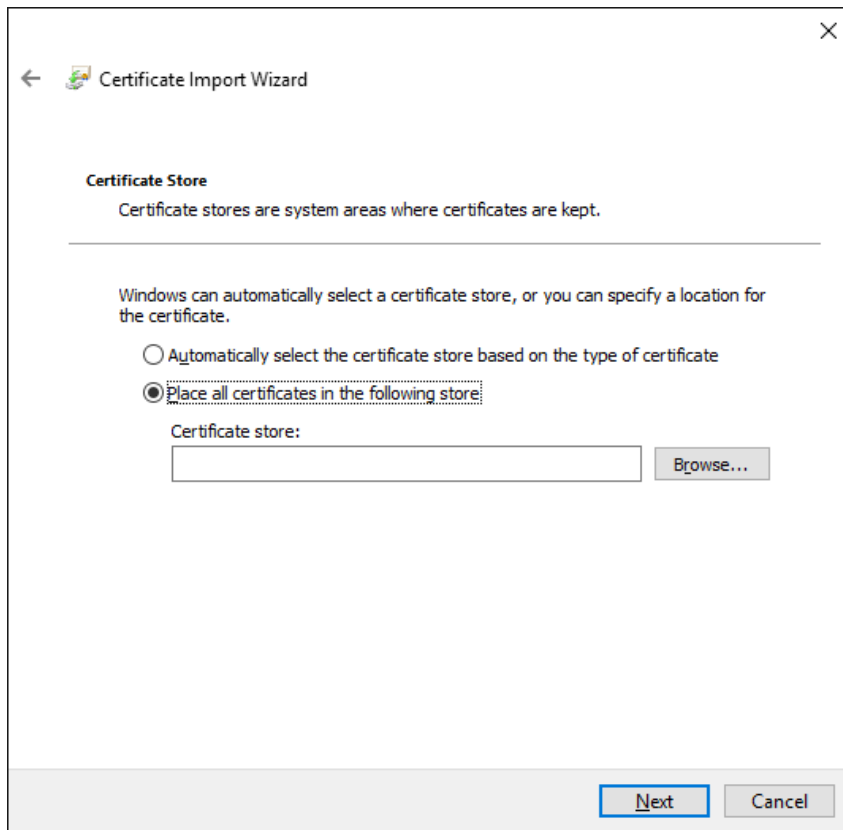 Certificate Import Wizard
Certificate Store
Certificate stores are system areas where certificates are kept.
Windows can automatically select a certificate store, or you can specify a location for
the certificate.
Automatically select the certificate store based on the type of certificate
Place all certificates in the following store
Certificate store:
Browse...
Next
Cancel